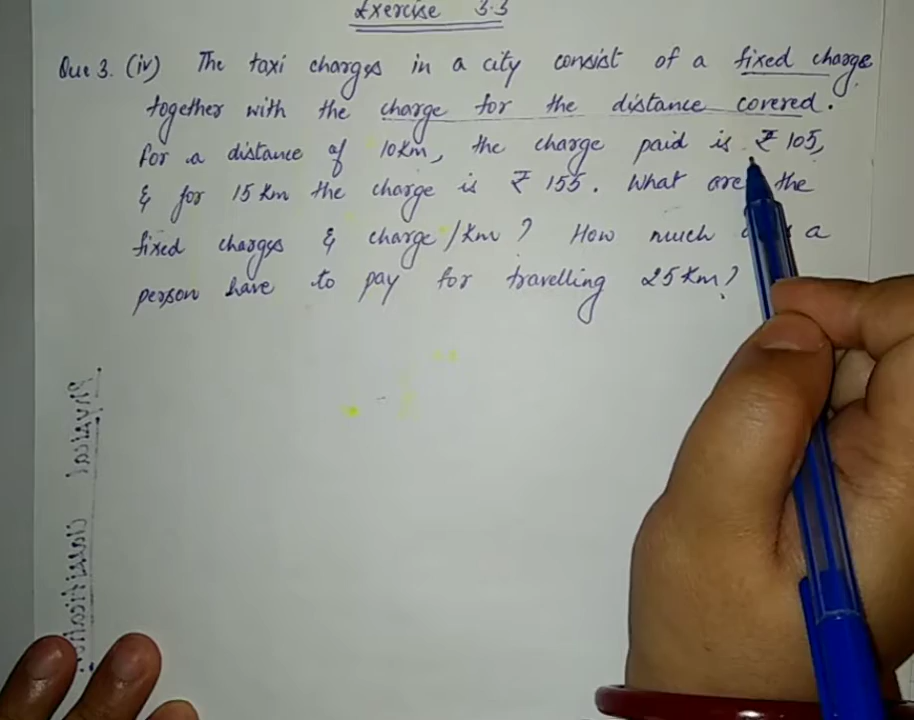 Exercise 3.3
Que 3. (iv) The taxi charges in a city consist of a fixed charge
together with the charge for the distance covered.
For a distance of 10 Km, the charge paid is ₹ 105,
& for 15 Km the charge is ₹ 155. What are the
fixed charges & charge/Km? How much a
person have to pay for travelling 25 Km?